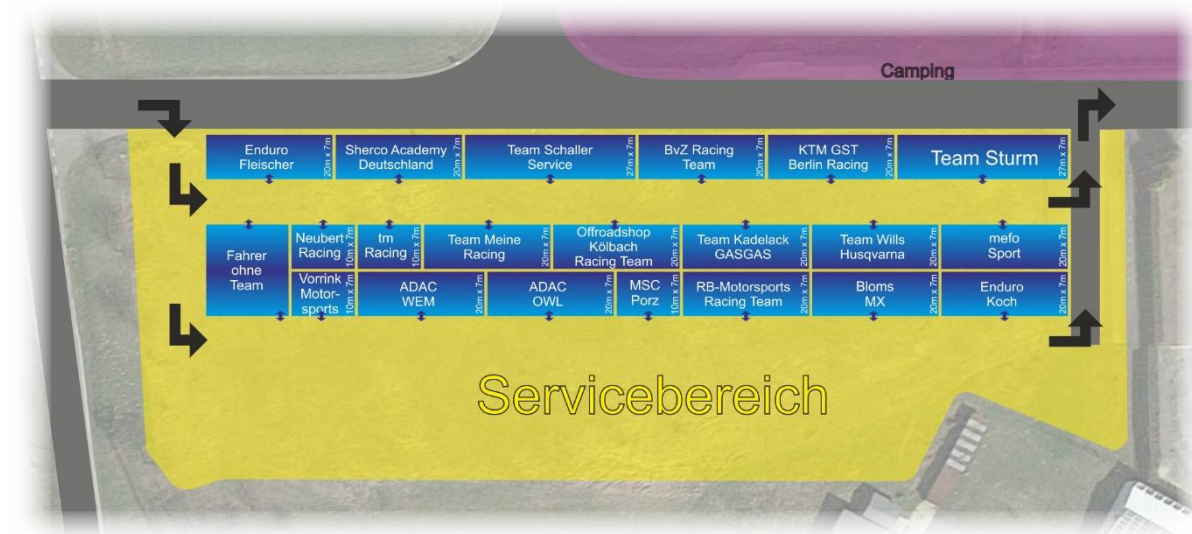 Camping
Enduro
Fleischer
20m x 7m
Sherco Academy
Deutschland
20m x 7m
Team Schaller
Service
27m x 7m
BvZ Racing
Team
20m x 7m
KTM GST
Berlin Racing
20m x 7m
Team Sturm
27m x 7m
Fahrer
ohne
Team
Neubert
Racing
10m x 7m
tm
Racing
10m x 7m
Team Meine
Racing
20m x 7m
Offroadshop
Kölbach
Racing Team
20m x 7m
Team Kadelack
GASGAS
20m x 7m
Team Wills
Husqvarna
20m x 7m
mefo
Sport
20m x 7m
Vorrink
Motor-
sports
10m x 7m
ADAC
WEM
20m x 7m
ADAC
OWL
20m x 7m
MSC
Porz
10m x 7m
RB-Motorsports
Racing Team
20m x 7m
Bloms
MX
20m x 7m
Enduro
Koch
20m x 7m
Servicebereich